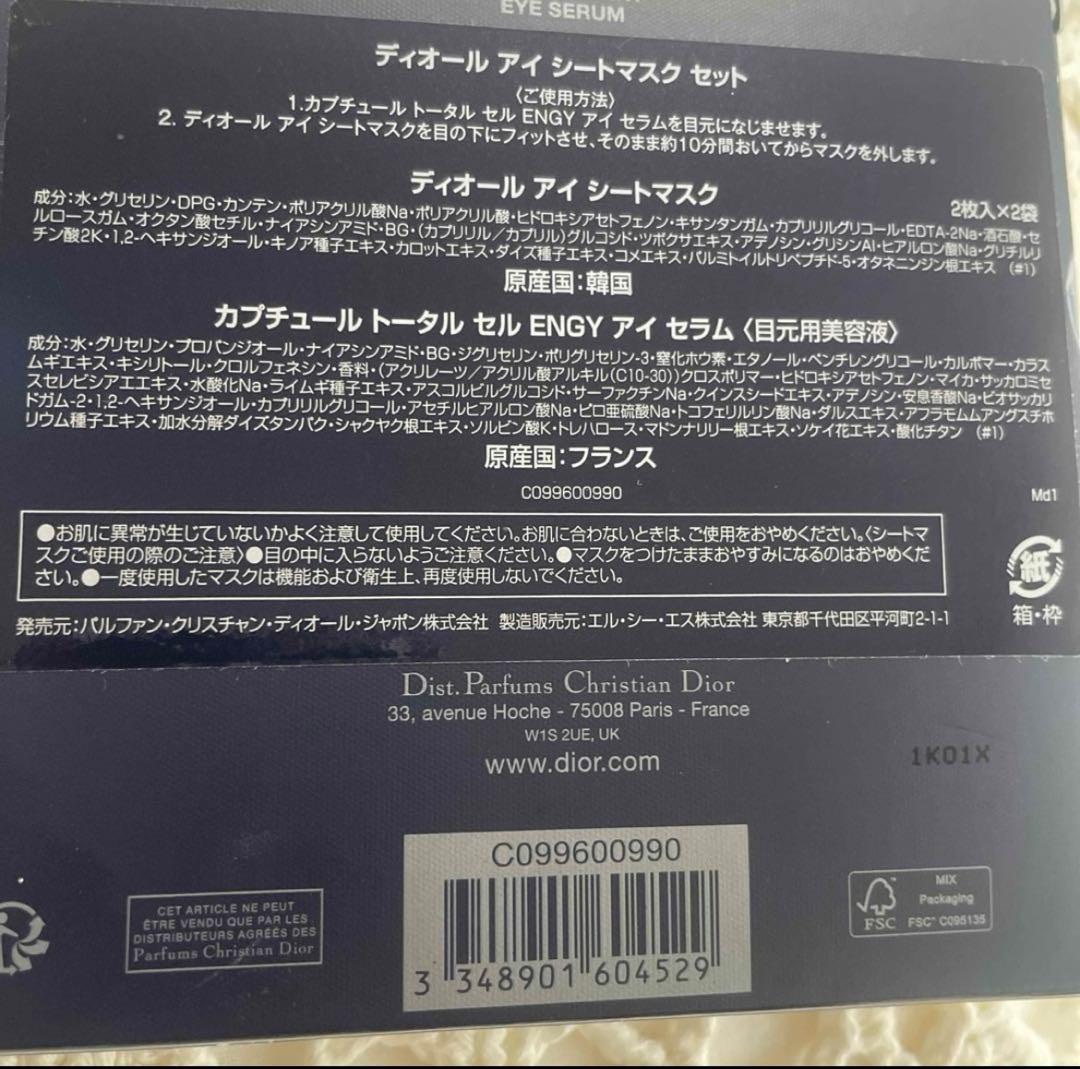 EYE SERUM
ディオール アイ シートマスク セット
〈ご使用方法〉
1.カプチュール トータル セル ENGY アイ セラムを目元になじませます。
2. ディオール アイ シートマスクを目の下にフィットさせ、そのまま約10分間おいてからマスクを外します。
ディオール アイ シートマスク
2枚入×2袋
成分：水・グリセリン・DPG・カンテン・ポリアクリル酸Na・ポリアクリル酸・ヒドロキシアセトフェノン・キサンタンガム・カプリリルグリコール・EDTA-2Na・酒石酸・セ
ルロースガム・オクタン酸セチル・ナイアシンアミド・BG・(カプリリル／カプリル)グルコシド・ツボクサエキス・アデノシン・グリシンAl・ヒアルロン酸Na・グリチルリ
チン酸2K・1,2-ヘキサンジオール・キノア種子エキス・カロットエキス・ダイズ種子エキス・コメエキス・パルミトイルトリペプチド-5・オタネニンジン根エキス (#1)
原産国：韓国
カプチュール トータル セル ENGY アイ セラム〈目元用美容液〉
成分：水・グリセリン・プロパンジオール・ナイアシンアミド・BG・ジグリセリン・ポリグリセリン-3・窒化ホウ素・エタノール・ペンチレングリコール・カルボマー・カラス
ムギエキス・キシリトール・クロルフェネシン・香料・(アクリレーツ／アクリル酸アルキル(C10-30))クロスポリマー・ヒドロキシアセトフェノン・マイカ・サッカロミセ
スセレビシアエエキス・水酸化Na・ライムギ種子エキス・アスコルビルグルコシド・サーファクチンNa・クインスシードエキス・アデノシン・安息香酸Na・ビオサッカリ
ドガム-2・1,2-ヘキサンジオール・カプリリルグリコール・アセチルヒアルロン酸Na・ピロ亜硫酸Na・トコフェリルリン酸Na・ダルスエキス・アフラモムムアングスチホ
リウム種子エキス・加水分解ダイズタンパク・シャクヤク根エキス・ソルビン酸K・トレハロース・マドンナリリー根エキス・ソケイ花エキス・酸化チタン (#1)
原産国：フランス
C099600990
Md1
●お肌に異常が生じていないかよく注意して使用してください。お肌に合わないときは、ご使用をおやめください。〈シートマ
スクご使用の際のご注意〉●目の中に入らないようご注意ください。●マスクをつけたままおやすみになるのはおやめくだ
さい。●一度使用したマスクは機能および衛生上、再度使用しないでください。
紙
箱・枠
発売元：パルファン・クリスチャン・ディオール・ジャポン株式会社 製造販売元：エル・シー・エス株式会社 東京都千代田区平河町2-1-1
Dist. Parfums Christian Dior
33, avenue Hoche - 75008 Paris - France
W1S 2UE, UK
www.dior.com
1K01X
C099600990
3 348901 604529
CET ARTICLE NE PEUT
ÊTRE VENDU QUE PAR LES
DISTRIBUTEURS AGRÉÉS DES
Parfums Christian Dior
FSC
MIX
Packaging
FSC™ C095135